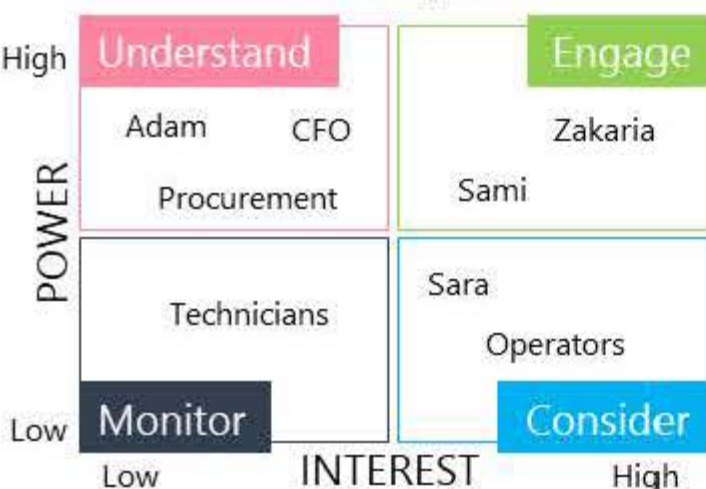 High
Understand
Engage
Adam
CFO
Zakaria
Procurement
Sami
POWER
Technicians
Sara
Operators
Low
Monitor
Consider
Low
INTEREST
High